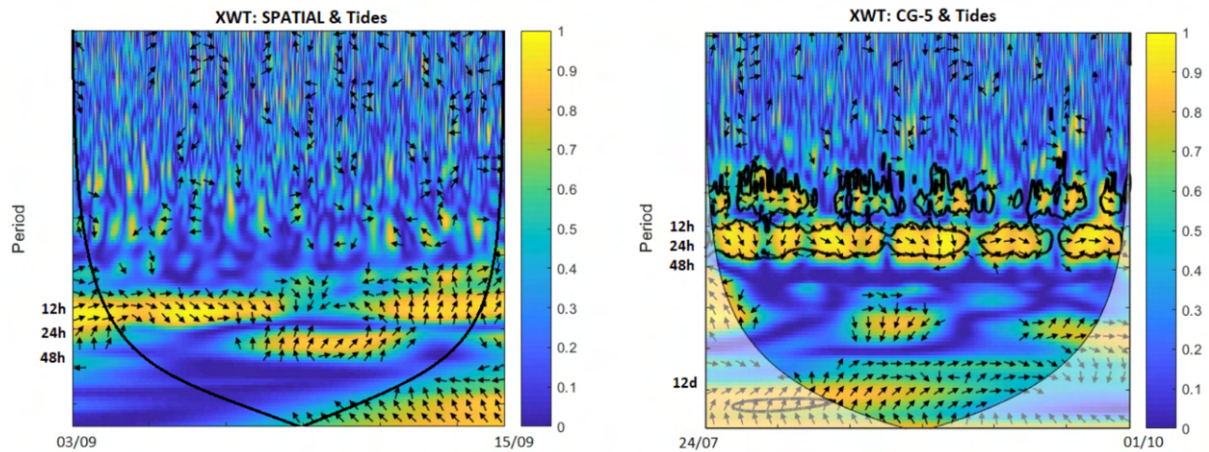 XWT: SPATIAL & Tides
Period
12h
24h
48h
03/09
15/09
1
0.9
0.8
0.7
0.6
0.5
0.4
0.3
0.2
0.1
0
XWT: CG-5 & Tides
Period
12h
24h
48h
12d
24/07
01/10
1
0.9
0.8
0.7
0.6
0.5
0.4
0.3
0.2
0.1
0